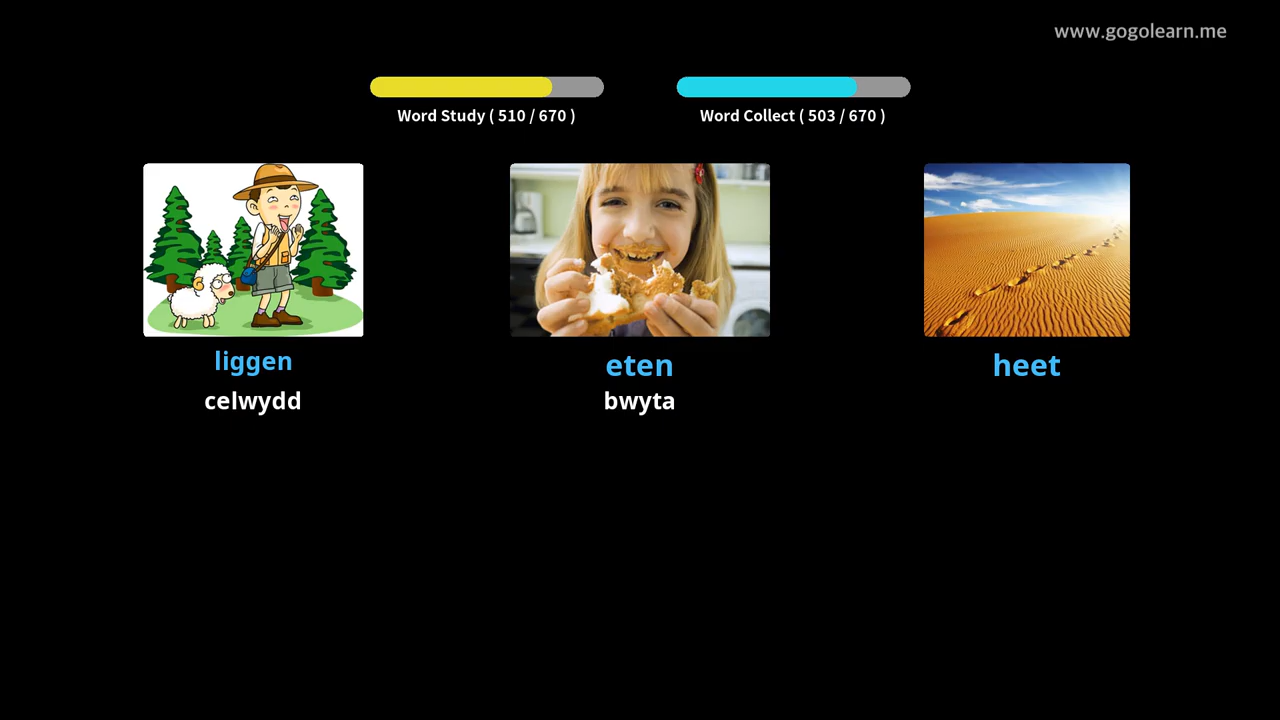 www.gogolearn.me
Word Study ( 510 / 670 )
Word Collect ( 503 / 670 )
liggen
celwydd
eten
bwyta
heet